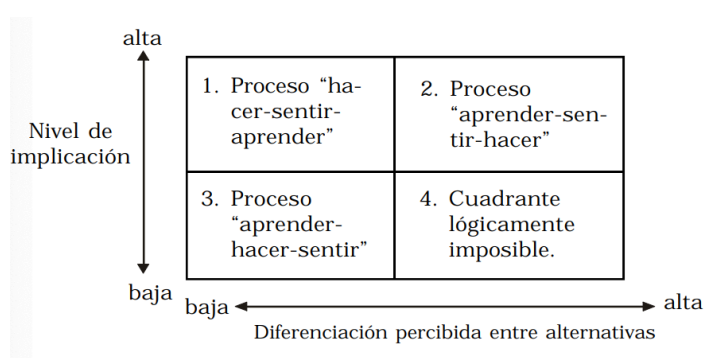 alta
1. Proceso “ha-
cer-sentir-
aprender”
2. Proceso
“aprender-sen-
tir-hacer”
Nivel de
implicación
3. Proceso
“aprender-
hacer-sentir”
4. Cuadrante
lógicamente
imposible.
baja
baja
alta
Diferenciación percibida entre alternativas